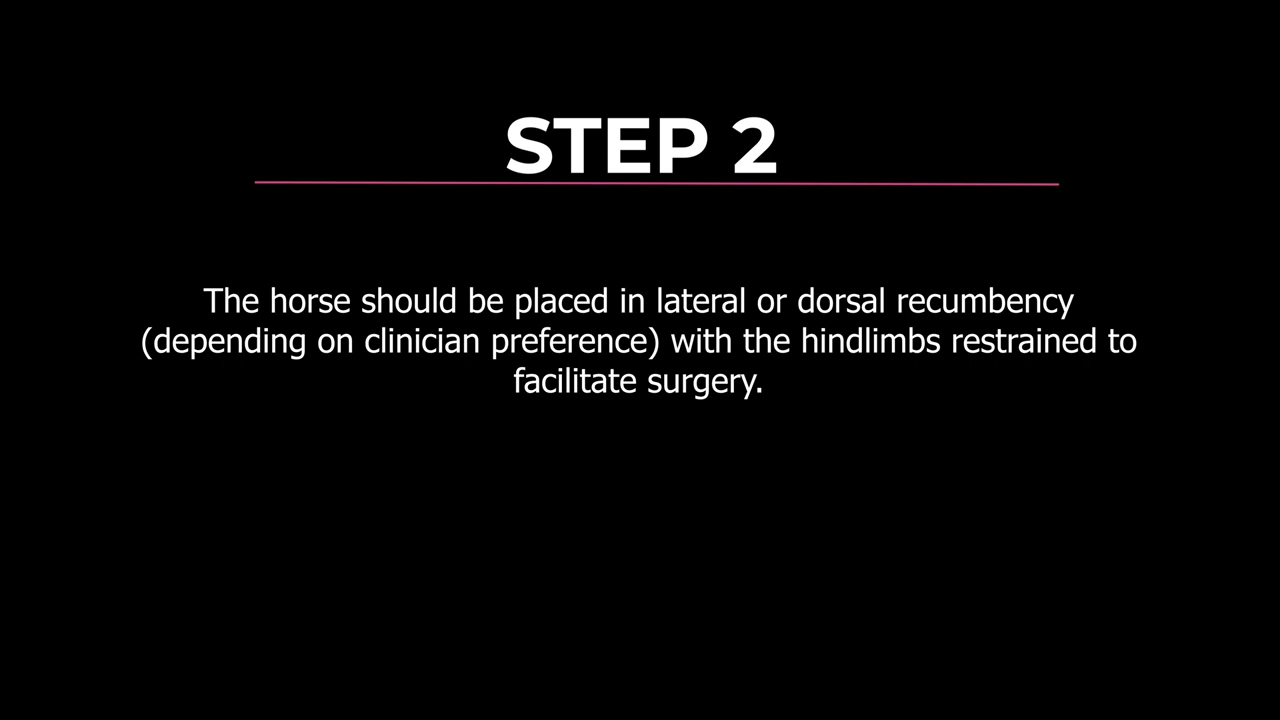 STEP 2
The horse should be placed in lateral or dorsal recumbency
(depending on clinician preference) with the hindlimbs restrained to
facilitate surgery.